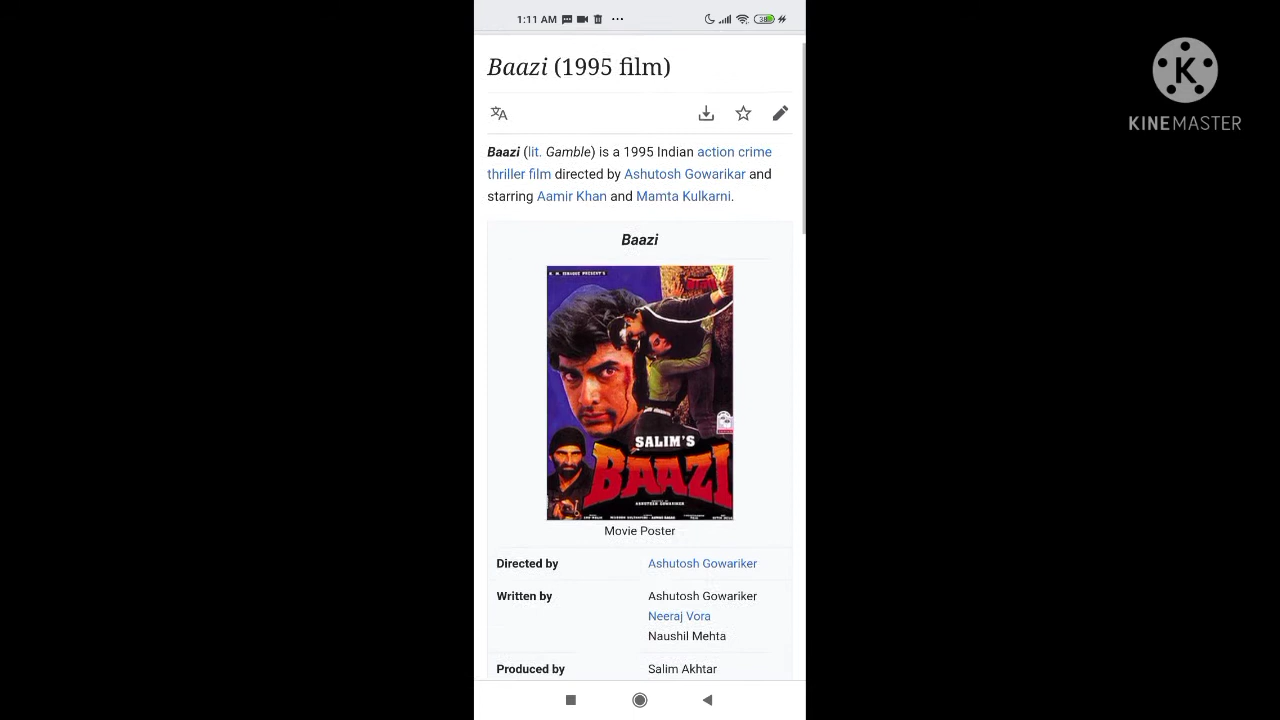 1:11 AM
38
K
KINEMASTER
Baazi (1995 film)
Baazi (lit. Gamble) is a 1995 Indian action crime
thriller film directed by Ashutosh Gowarikar and
starring Aamir Khan and Mamta Kulkarni.
Baazi
SALIM'S
BAAZI
Movie Poster
Directed by Ashutosh Gowariker
Written by Ashutosh Gowariker
Neeraj Vora
Naushil Mehta
Produced by Salim Akhtar